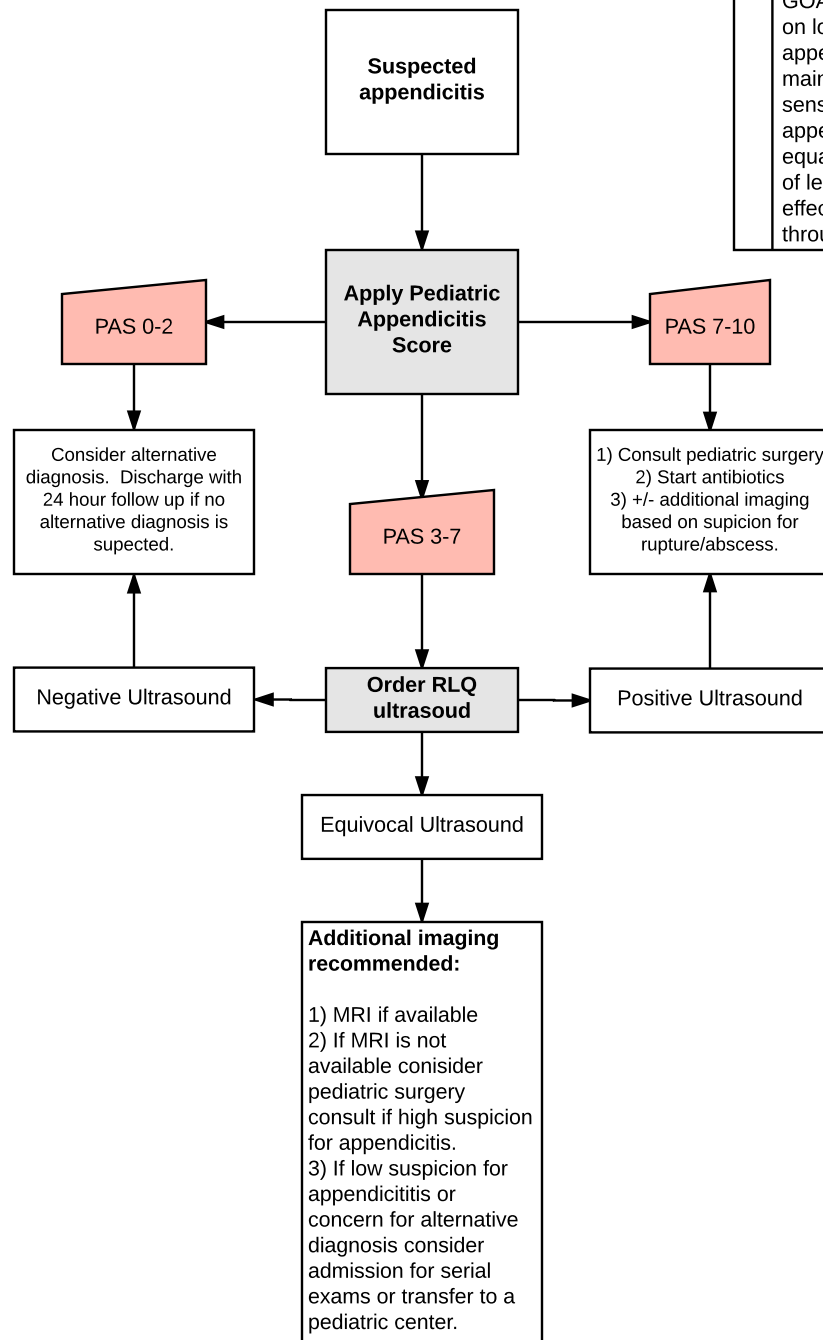 Suspected
appendicitis
on
of
Apply Pediatric
Appendicitis
Score
PAS 0-2
PAS 7-10
Consider alternative
diagnosis.  Discharge with
24 hour follow up if no
alternative diagnosis is
supected.
1) Consult pediatric surgery
2) Start antibiotics
3) +/- additional imaging
based on supicion for
rupture/abscess.
PAS 3-7
Negative Ultrasound
Order RLQ
ultrasoud
Positive Ultrasound
Equivocal Ultrasound
Additional imaging
recommended:
1) MRI if available
2) If MRI is not
available conisider
pediatric surgery
consult if high suspicion
for appendicitis.
3) If low suspicion for
appendicititis or
concern for alternative
diagnosis consider
admission for serial
exams or transfer to a
pediatric center.